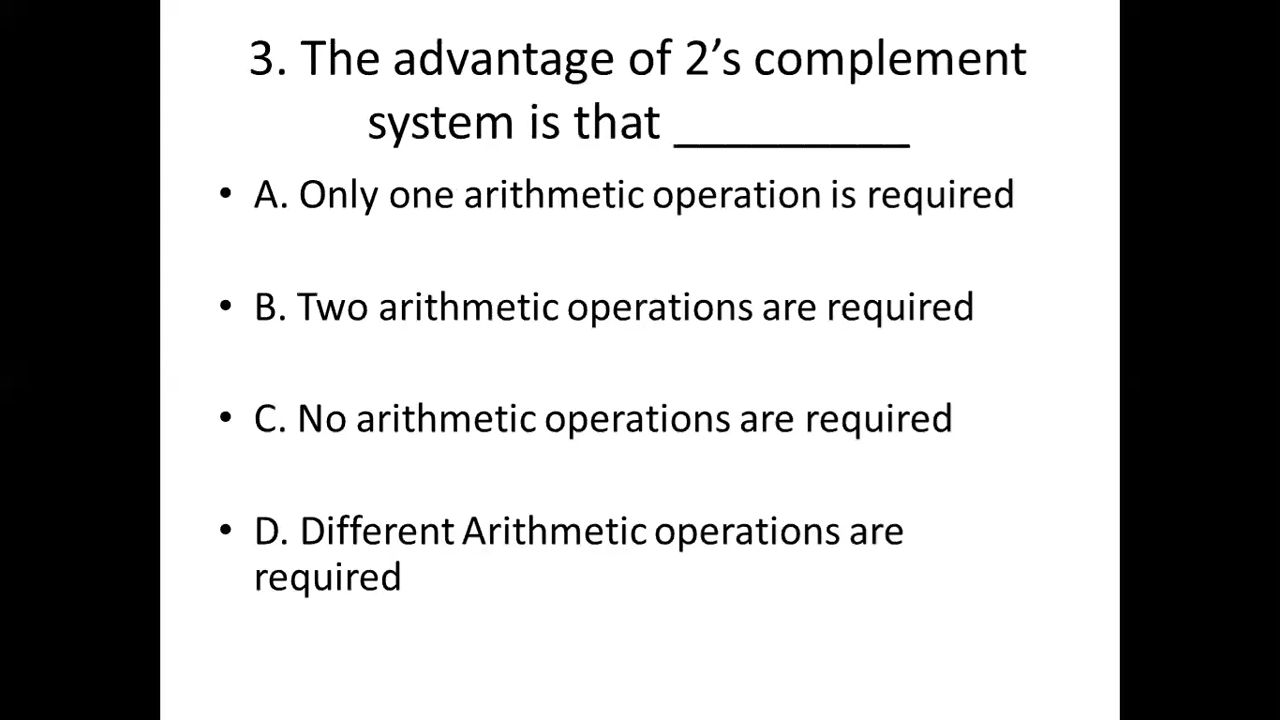 3. The advantage of 2’s complement
system is that _________
• A. Only one arithmetic operation is required
• B. Two arithmetic operations are required
• C. No arithmetic operations are required
• D. Different Arithmetic operations are
required